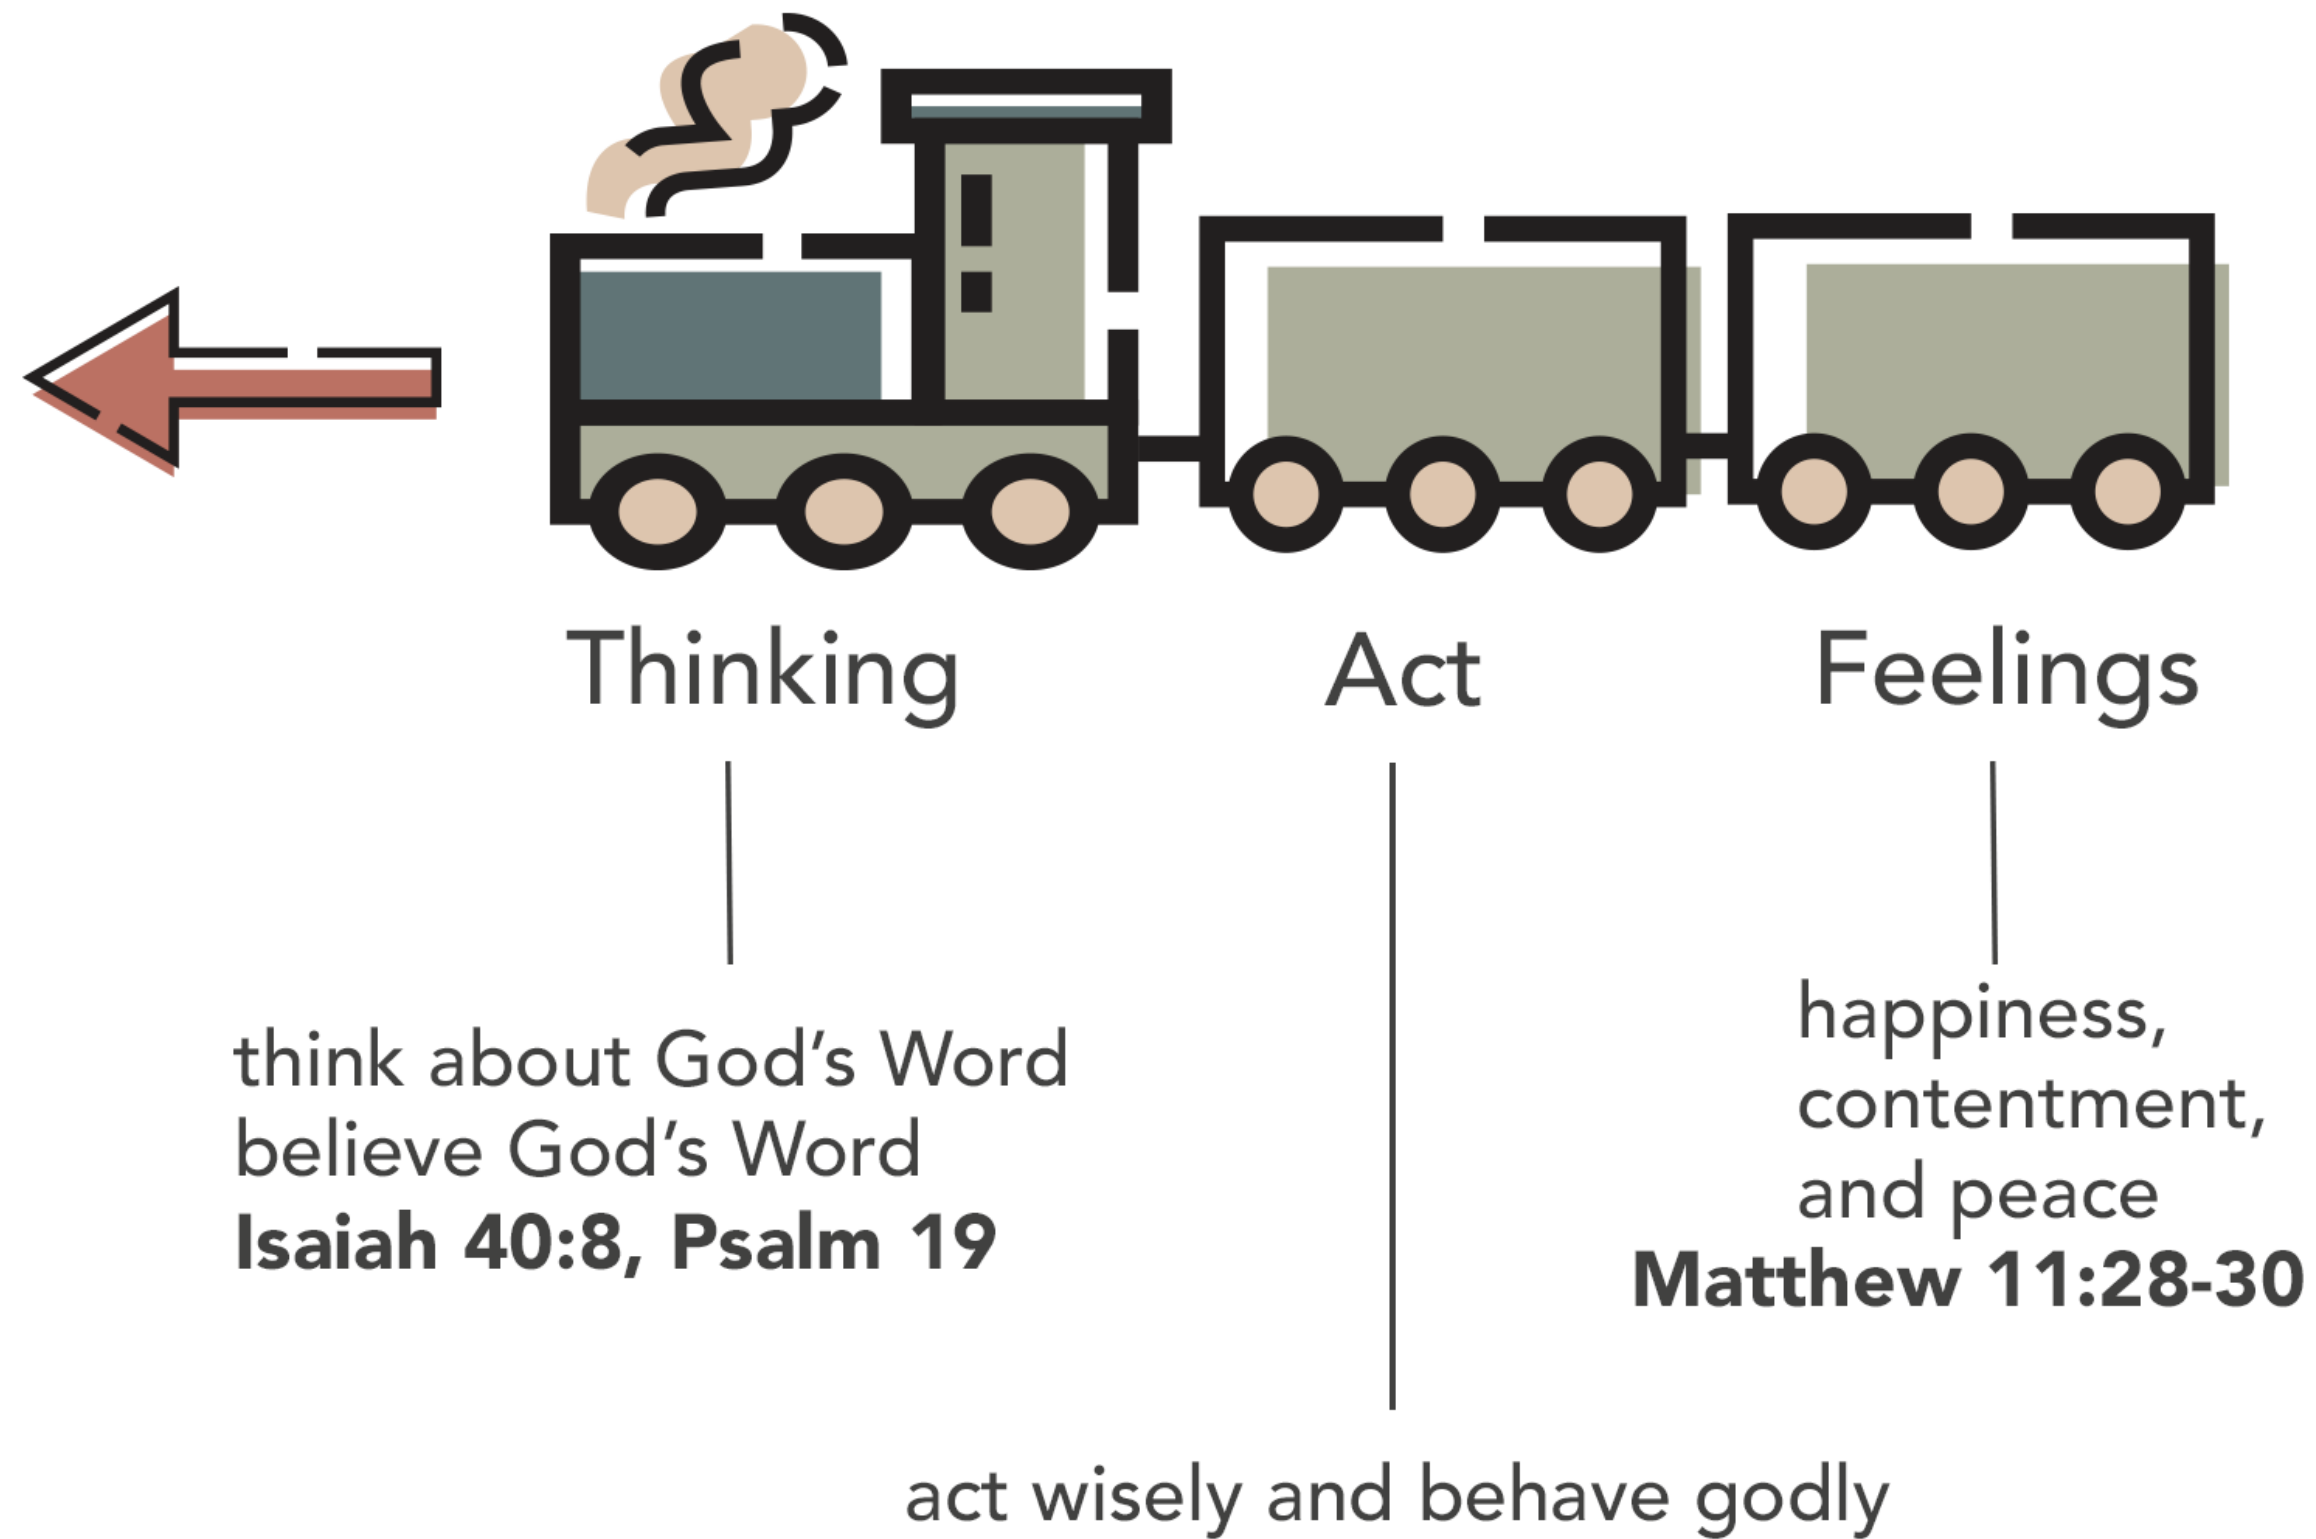 Thinking
Act
Feelings
think about God’s Word
believe God’s Word
Isaiah 40:8, Psalm 19
happiness,
contentment,
and peace
Matthew 11:28-30
act wisely and behave godly